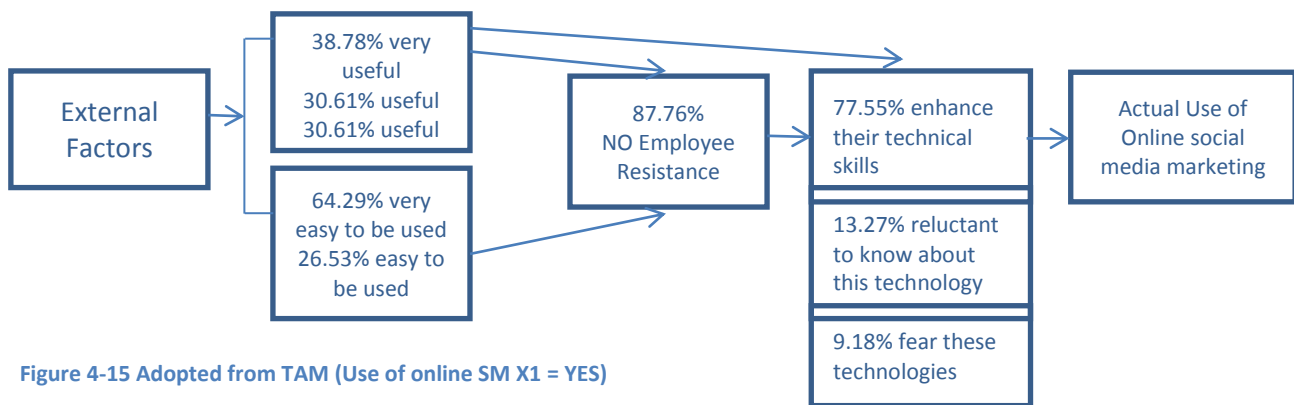 External
Factors
38.78% very
useful
30.61% useful
30.61% useful
64.29% very
easy to be used
26.53% easy to
be used
87.76%
NO Employee
Resistance
77.55% enhance
their technical
skills
13.27% reluctant
to know about
this technology
9.18% fear these
technologies
Actual Use of
Online social
media marketing
Figure 4-15 Adopted from TAM (Use of online SM X1 = YES)